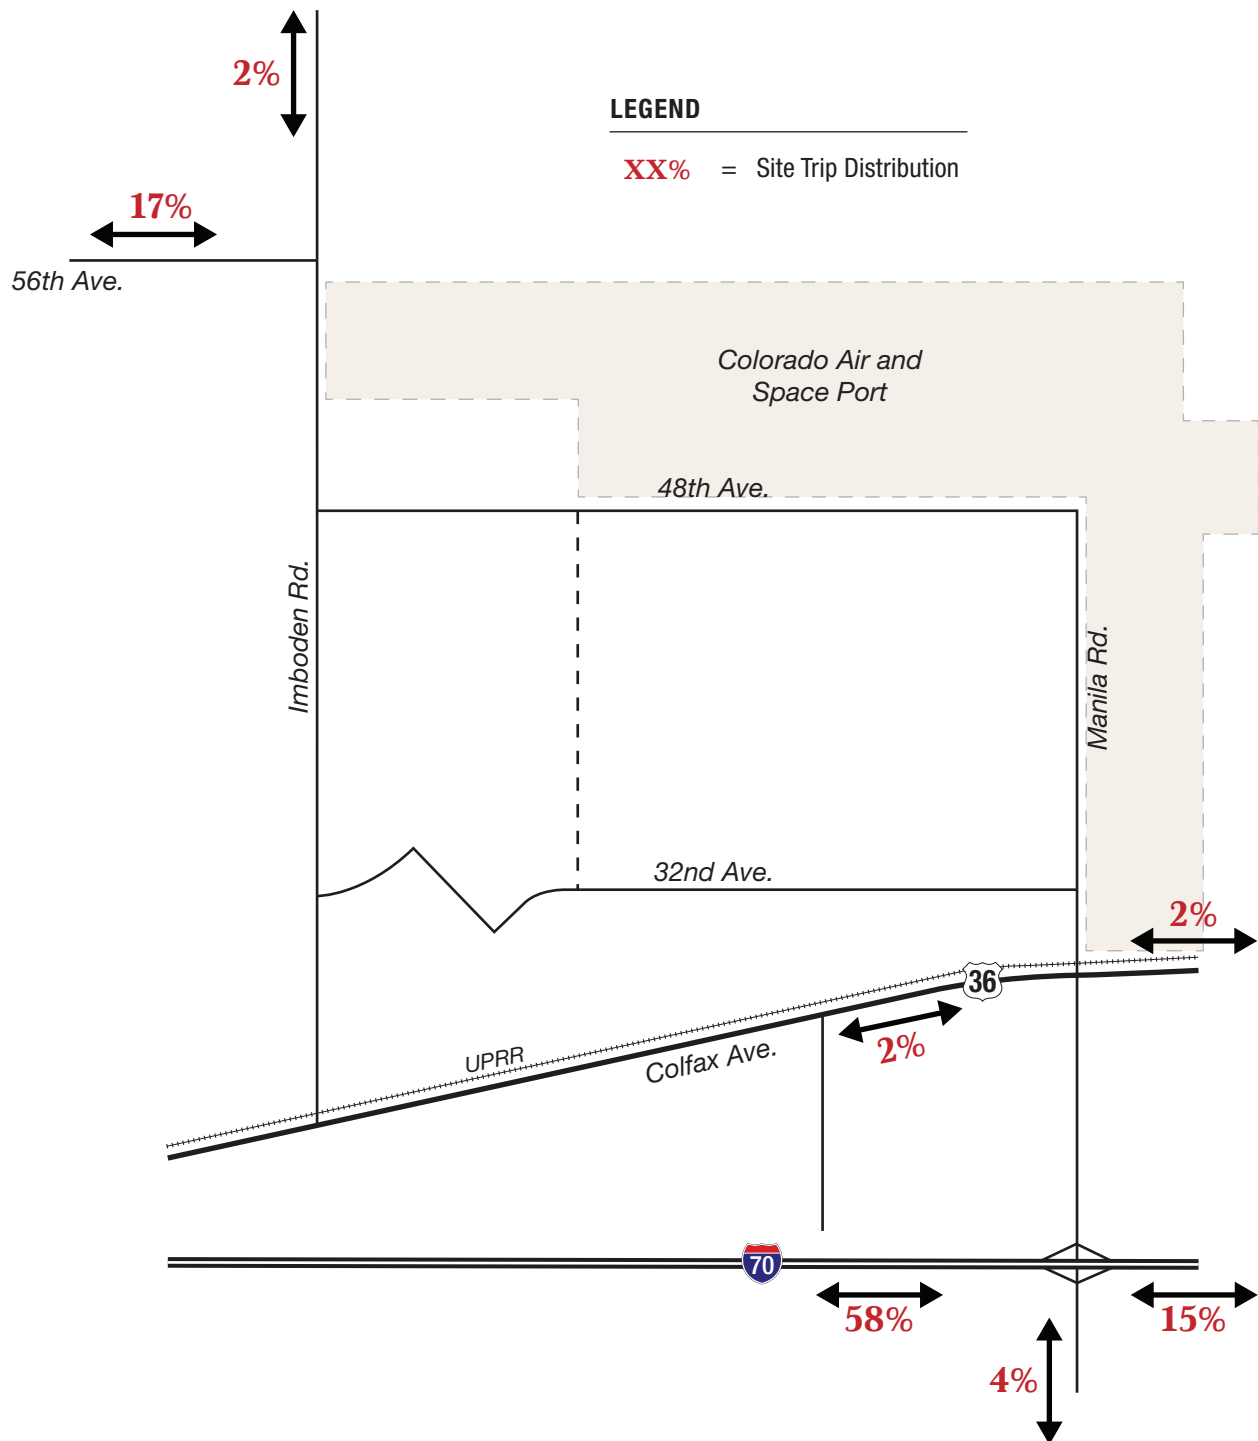 2%
LEGEND
XX% = Site Trip Distribution
17%
56th Ave.
Colorado Air and
Space Port
48th Ave.
Imboden Rd.
Manila Rd.
32nd Ave.
2%
36
2%
UPRR
Colfax Ave.
70
58%
15%
4%